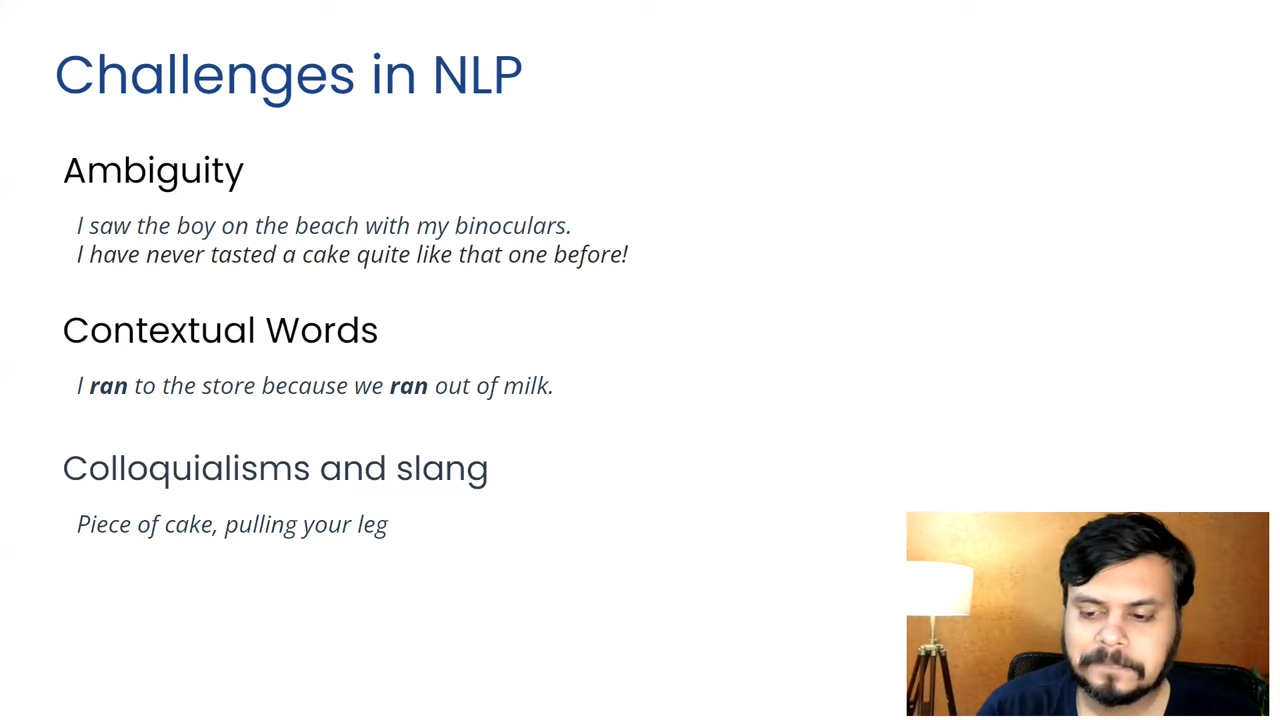 Challenges in NLP
Ambiguity
I saw the boy on the beach with my binoculars.
I have never tasted a cake quite like that one before!
Contextual Words
I ran to the store because we ran out of milk.
Colloquialisms and slang
Piece of cake, pulling your leg